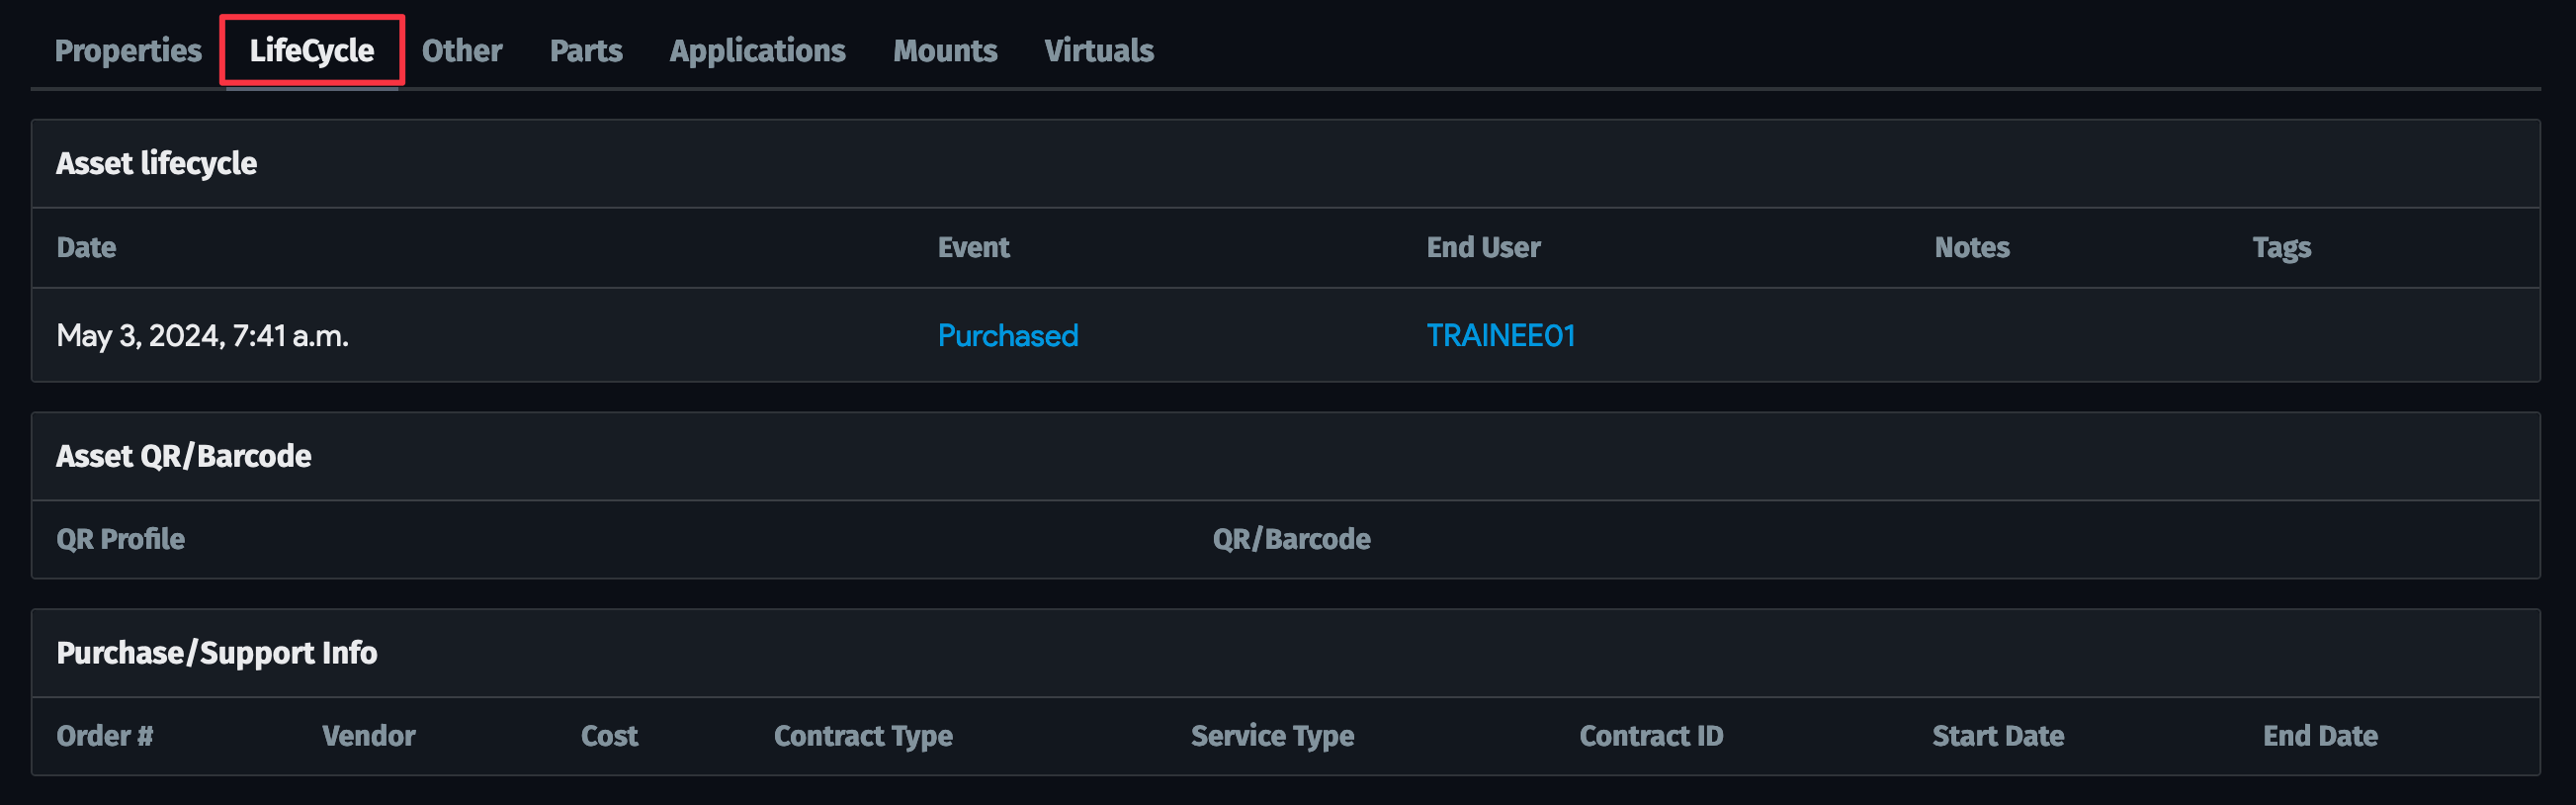 Properties LifeCycle Other Parts Applications Mounts Virtuals
Asset lifecycle
Date Event End User Notes Tags
May 3, 2024, 7:41 a.m. Purchased TRAINEE01
Asset QR/Barcode
QR Profile QR/Barcode
Purchase/Support Info
Order # Vendor Cost Contract Type Service Type Contract ID Start Date End Date